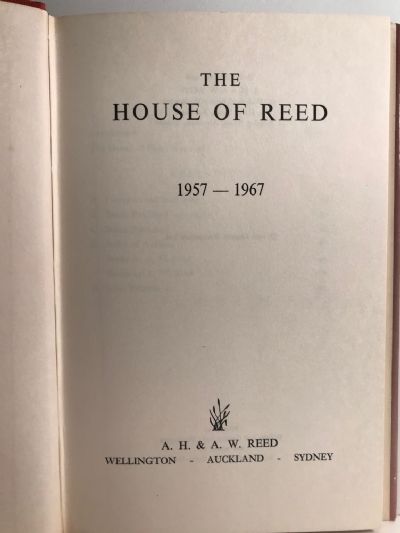 THE
HOUSE OF REED
1957 — 1967
A. H. & A. W. REED
WELLINGTON - AUCKLAND - SYDNEY